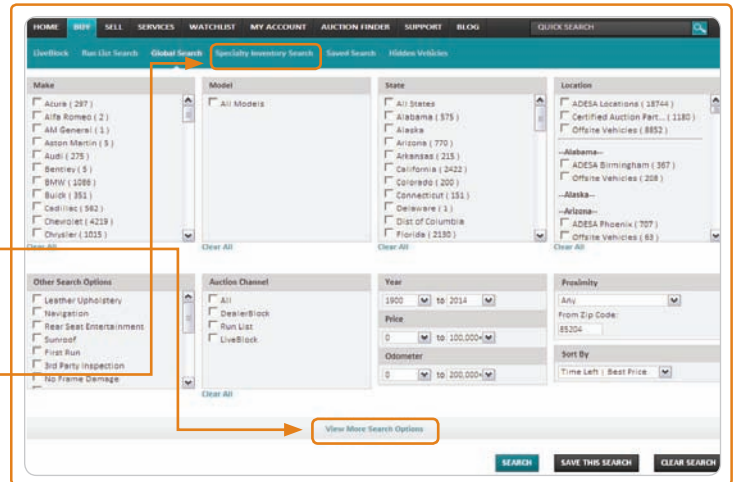 HOME BUY SELL SERVICES WATCHLIST MY ACCOUNT AUCTION FINDER SUPPORT BLOG QUICK SEARCH
LiveBlock Run List Search Global Search Specialty Inventory Search Saved Search Hidden Vehicles
Make
Acura ( 297 )
Alfa Romeo ( 2 )
AM General ( 1 )
Aston Martin ( 5 )
Audi ( 275 )
Bentley ( 5 )
BMW ( 1086 )
Buick ( 351 )
Cadillac ( 562 )
Chevrolet ( 4219 )
Chrysler ( 1015 )
Clear All
Model
All Models
Clear All
State
All States
Alabama ( 575 )
Alaska
Arizona ( 770 )
Arkansas ( 215 )
California ( 2422 )
Colorado ( 200 )
Connecticut ( 151 )
Delaware ( 1 )
Dist of Columbia
Florida ( 2130 )
Clear All
Location
ADESA Locations ( 18744 )
Certified Auction Part... ( 1180 )
Offsite Vehicles ( 8852 )
--Alabama--
ADESA Birmingham ( 367 )
Offsite Vehicles ( 208 )
--Alaska--
--Arizona--
ADESA Phoenix ( 707 )
Offsite Vehicles ( 63 )
Clear All
Other Search Options
Leather Upholstery
Navigation
Rear Seat Entertainment
Sunroof
First Run
3rd Party Inspection
No Frame Damage
Auction Channel
All
DealerBlock
Run List
LiveBlock
Clear All
Year
1900 to 2014
Price
0 to 100,000+
Odometer
0 to 200,000+
Proximity
Any
From Zip Code:
85204
Sort By
Time Left | Best Price
View More Search Options
SEARCH SAVE THIS SEARCH CLEAR SEARCH